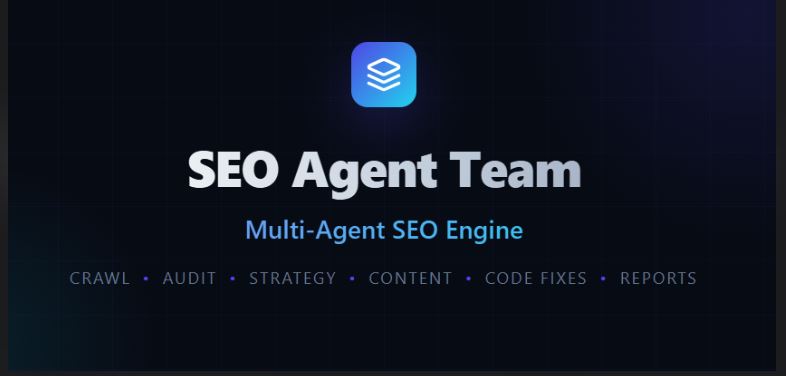 SEO Agent Team
Multi-Agent SEO Engine
CRAWL • AUDIT • STRATEGY • CONTENT • CODE FIXES • REPORTS